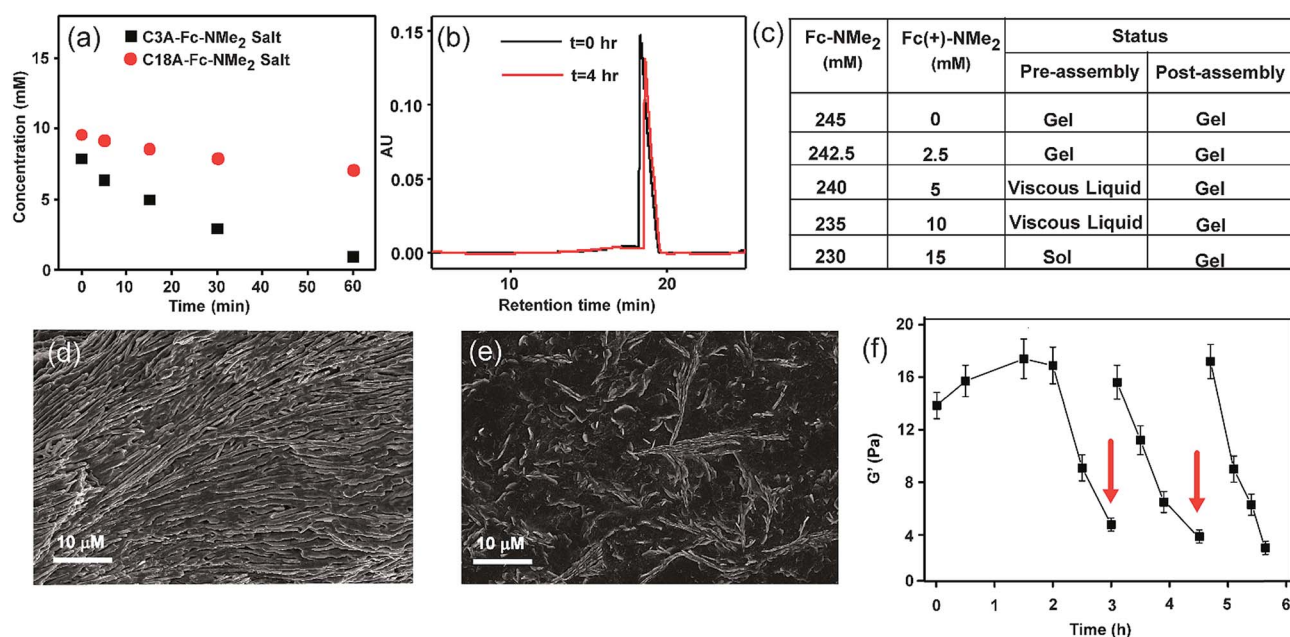 (a)
C3A-Fc-NMe₂ Salt
C18A-Fc-NMe₂ Salt
Concentration (mM)
15
10
5
0
0 10 20 30 40 50 60
Time (min)
(b)
t=0 hr
t=4 hr
AU
0.15
0.10
0.05
0.00
10 20
Retention time (min)
(c)
Fc-NMe₂ (mM) Fc(+)-NMe₂ (mM) Status
Pre-assembly Post-assembly
245 0 Gel Gel
242.5 2.5 Gel Gel
240 5 Viscous Liquid Gel
235 10 Viscous Liquid Gel
230 15 Sol Gel
(d)
10 μM
(e)
10 μM
(f)
G' (Pa)
20
16
12
8
4
0
0 1 2 3 4 5 6
Time (h)